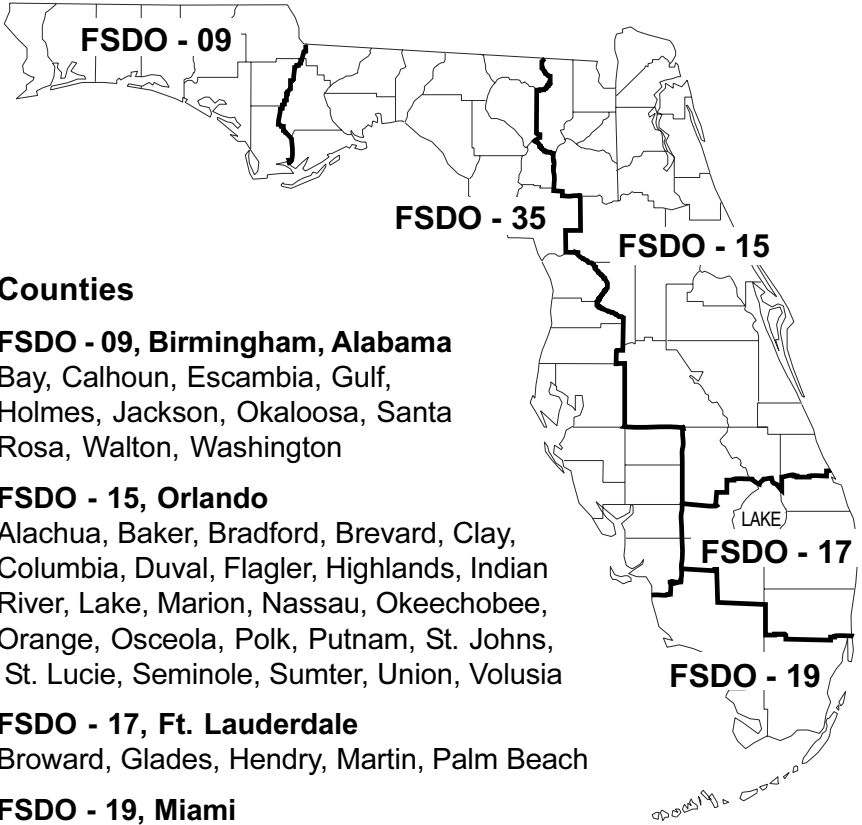 FSDO - 09
FSDO - 35
FSDO - 15
Counties
FSDO - 09, Birmingham, Alabama
Bay, Calhoun, Escambia, Gulf,
Holmes, Jackson, Okaloosa, Santa
Rosa, Walton, Washington
FSDO - 15, Orlando
Alachua, Baker, Bradford, Brevard, Clay,
Columbia, Duval, Flagler, Highlands, Indian
River, Lake, Marion, Nassau, Okeechobee,
Orange, Osceola, Polk, Putnam, St. Johns,
St. Lucie, Seminole, Sumter, Union, Volusia
LAKE
FSDO - 17
FSDO - 19
FSDO - 17, Ft. Lauderdale
Broward, Glades, Hendry, Martin, Palm Beach
FSDO - 19, Miami